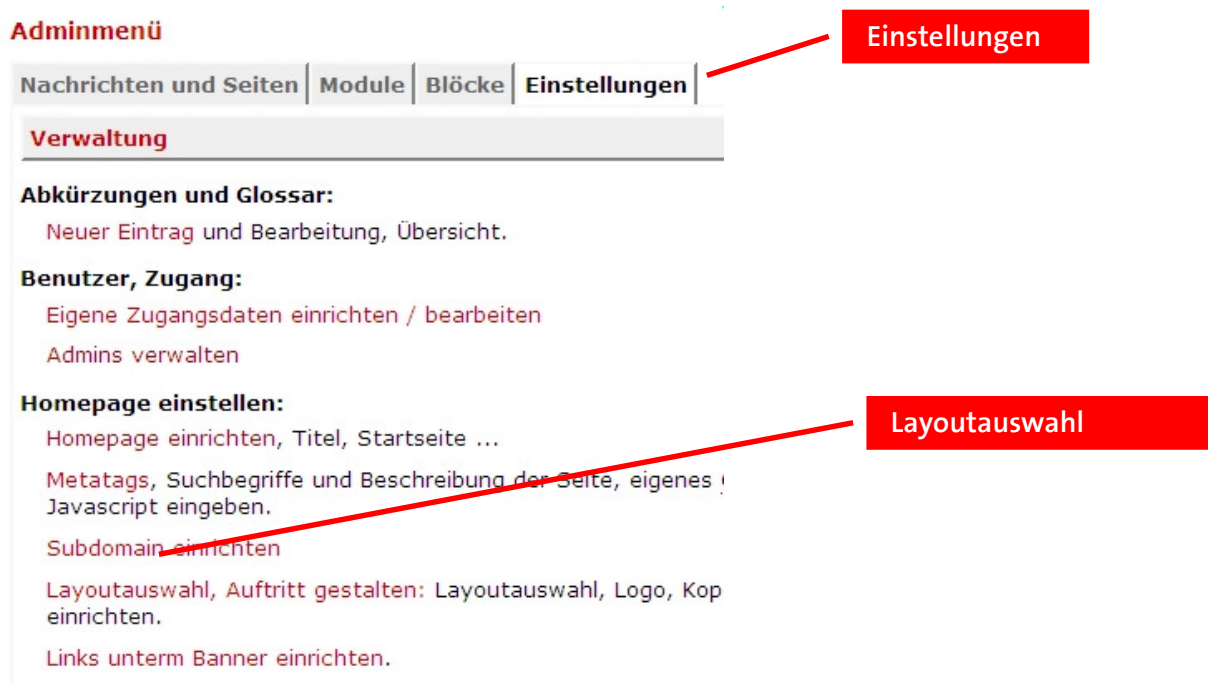 Adminmenü
Einstellungen
Nachrichten und Seiten Module Blöcke Einstellungen
Verwaltung
Abkürzungen und Glossar:
Neuer Eintrag und Bearbeitung, Übersicht.
Benutzer, Zugang:
Eigene Zugangsdaten einrichten / bearbeiten
Admins verwalten
Homepage einstellen:
Layoutauswahl
Homepage einrichten, Titel, Startseite ...
Metatags, Suchbegriffe und Beschreibung der Seite, eigenes
Javascript eingeben.
Subdomain einrichten
Layoutauswahl, Auftritt gestalten: Layoutauswahl, Logo, Kop
einrichten.
Links unterm Banner einrichten.